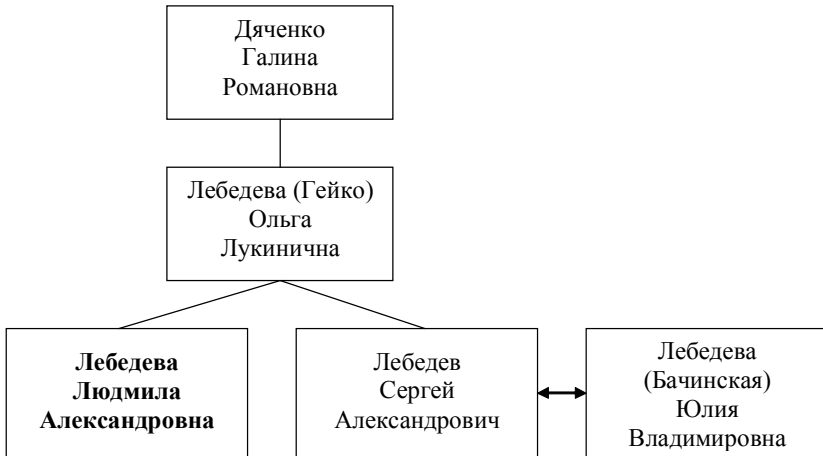 Дяченко
Галина
Романовна
Лебедева (Гейко)
Ольга
Лукинична
Лебедева
Людмила
Александровна
Лебедев
Сергей
Александрович
Лебедева
(Бачинская)
Юлия
Владимировна